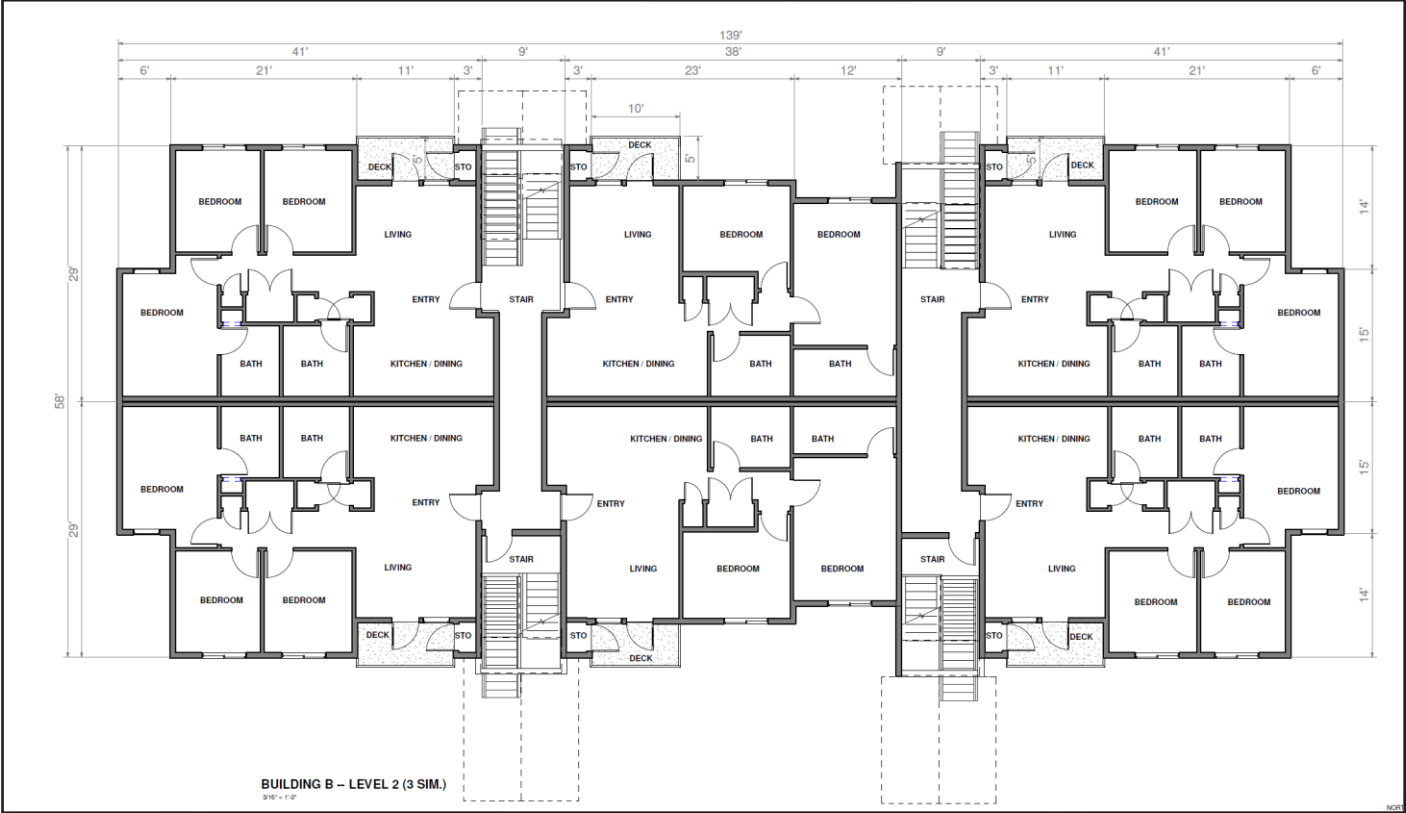 139'
41' 9' 38' 9' 41'
6' 21' 11' 3' 3' 23' 12' 3' 11' 21' 6'
10'
DECK 5' STO STO DECK 5' STO 5' DECK
BEDROOM BEDROOM BEDROOM BEDROOM
14'
LIVING LIVING BEDROOM BEDROOM LIVING
29'
ENTRY STAIR ENTRY STAIR ENTRY
BEDROOM BEDROOM
15'
BATH BATH KITCHEN / DINING KITCHEN / DINING BATH BATH KITCHEN / DINING BATH BATH
58'
BATH BATH KITCHEN / DINING KITCHEN / DINING BATH BATH KITCHEN / DINING BATH BATH
15'
BEDROOM BEDROOM
ENTRY ENTRY ENTRY
29'
STAIR STAIR
LIVING LIVING BEDROOM BEDROOM LIVING
14'
BEDROOM BEDROOM BEDROOM BEDROOM
DECK STO STO STO DECK
DECK
BUILDING B -- LEVEL 2 (3 SIM.)
3/16" = 1'-0"
NORT